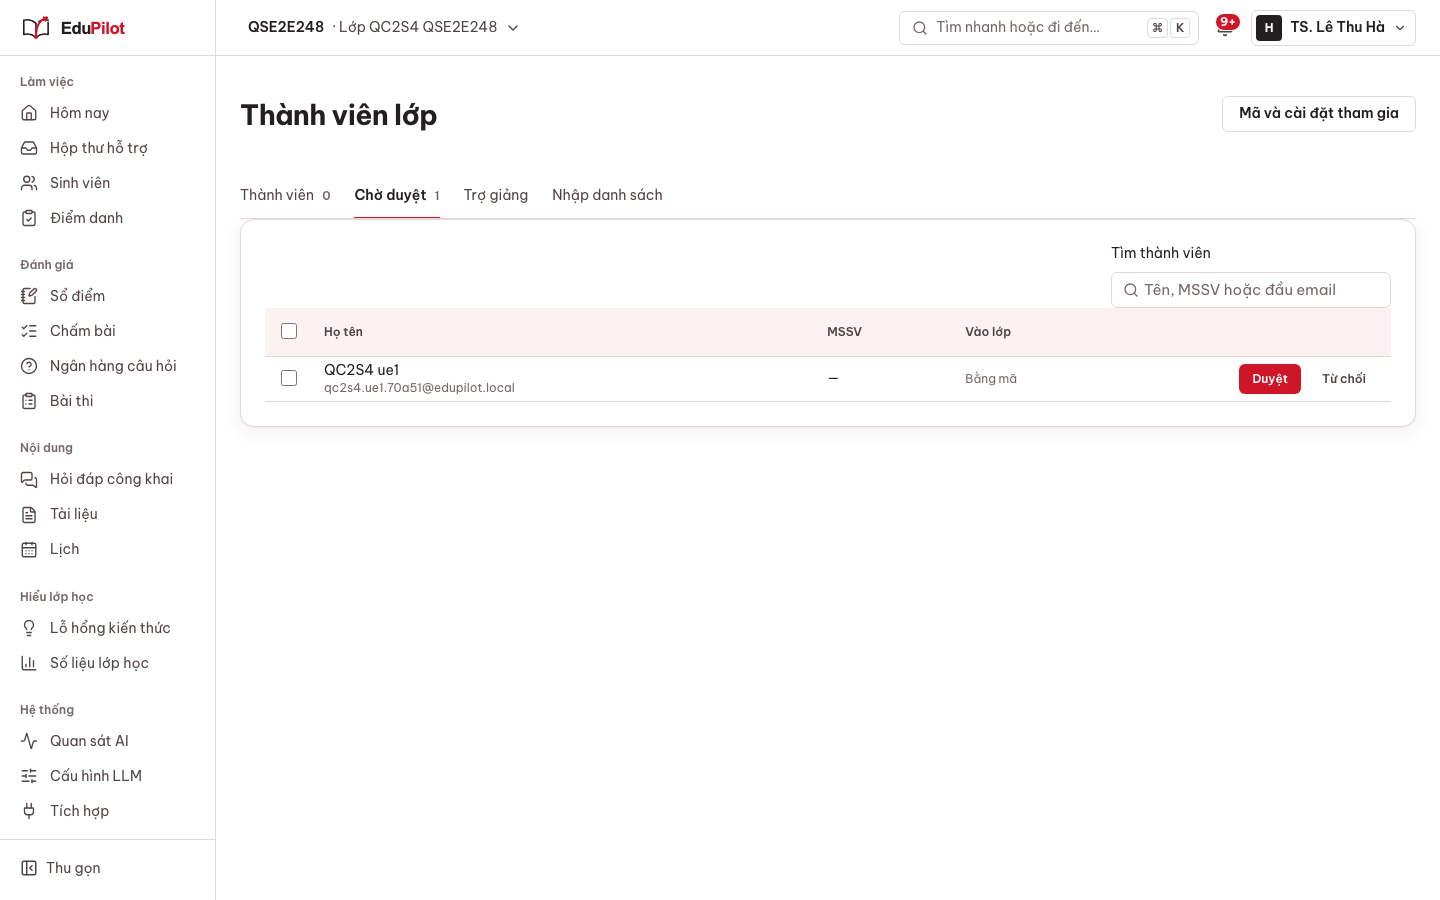 EduPilot
QSE2E248 · Lớp QC2S4 QSE2E248
Tìm nhanh hoặc đi đến...
⌘ K
9+
H
TS. Lê Thu Hà
Làm việc
Hôm nay
Hộp thư hỗ trợ
Sinh viên
Điểm danh
Đánh giá
Sổ điểm
Chấm bài
Ngân hàng câu hỏi
Bài thi
Nội dung
Hỏi đáp công khai
Tài liệu
Lịch
Hiểu lớp học
Lỗ hổng kiến thức
Số liệu lớp học
Hệ thống
Quan sát AI
Cấu hình LLM
Tích hợp
Thu gọn
Thành viên lớp
Mã và cài đặt tham gia
Thành viên 0
Chờ duyệt 1
Trợ giảng
Nhập danh sách
Tìm thành viên
Tên, MSSV hoặc đầu email
Họ tên MSSV Vào lớp
QC2S4 ue1
qc2s4.ue1.70a51@edupilot.local
— Bằng mã Duyệt Từ chối